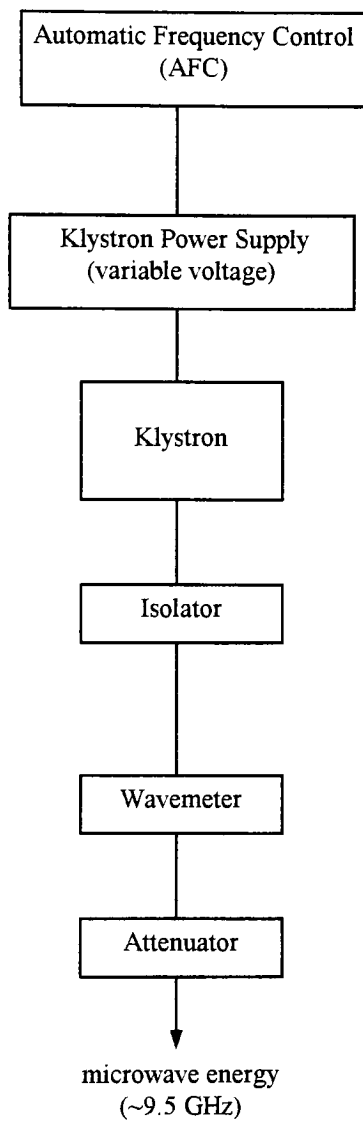 Automatic Frequency Control
(AFC)
Klystron Power Supply
(variable voltage)
Klystron
Isolator
Wavemeter
Attenuator
microwave energy
(~9.5 GHz)